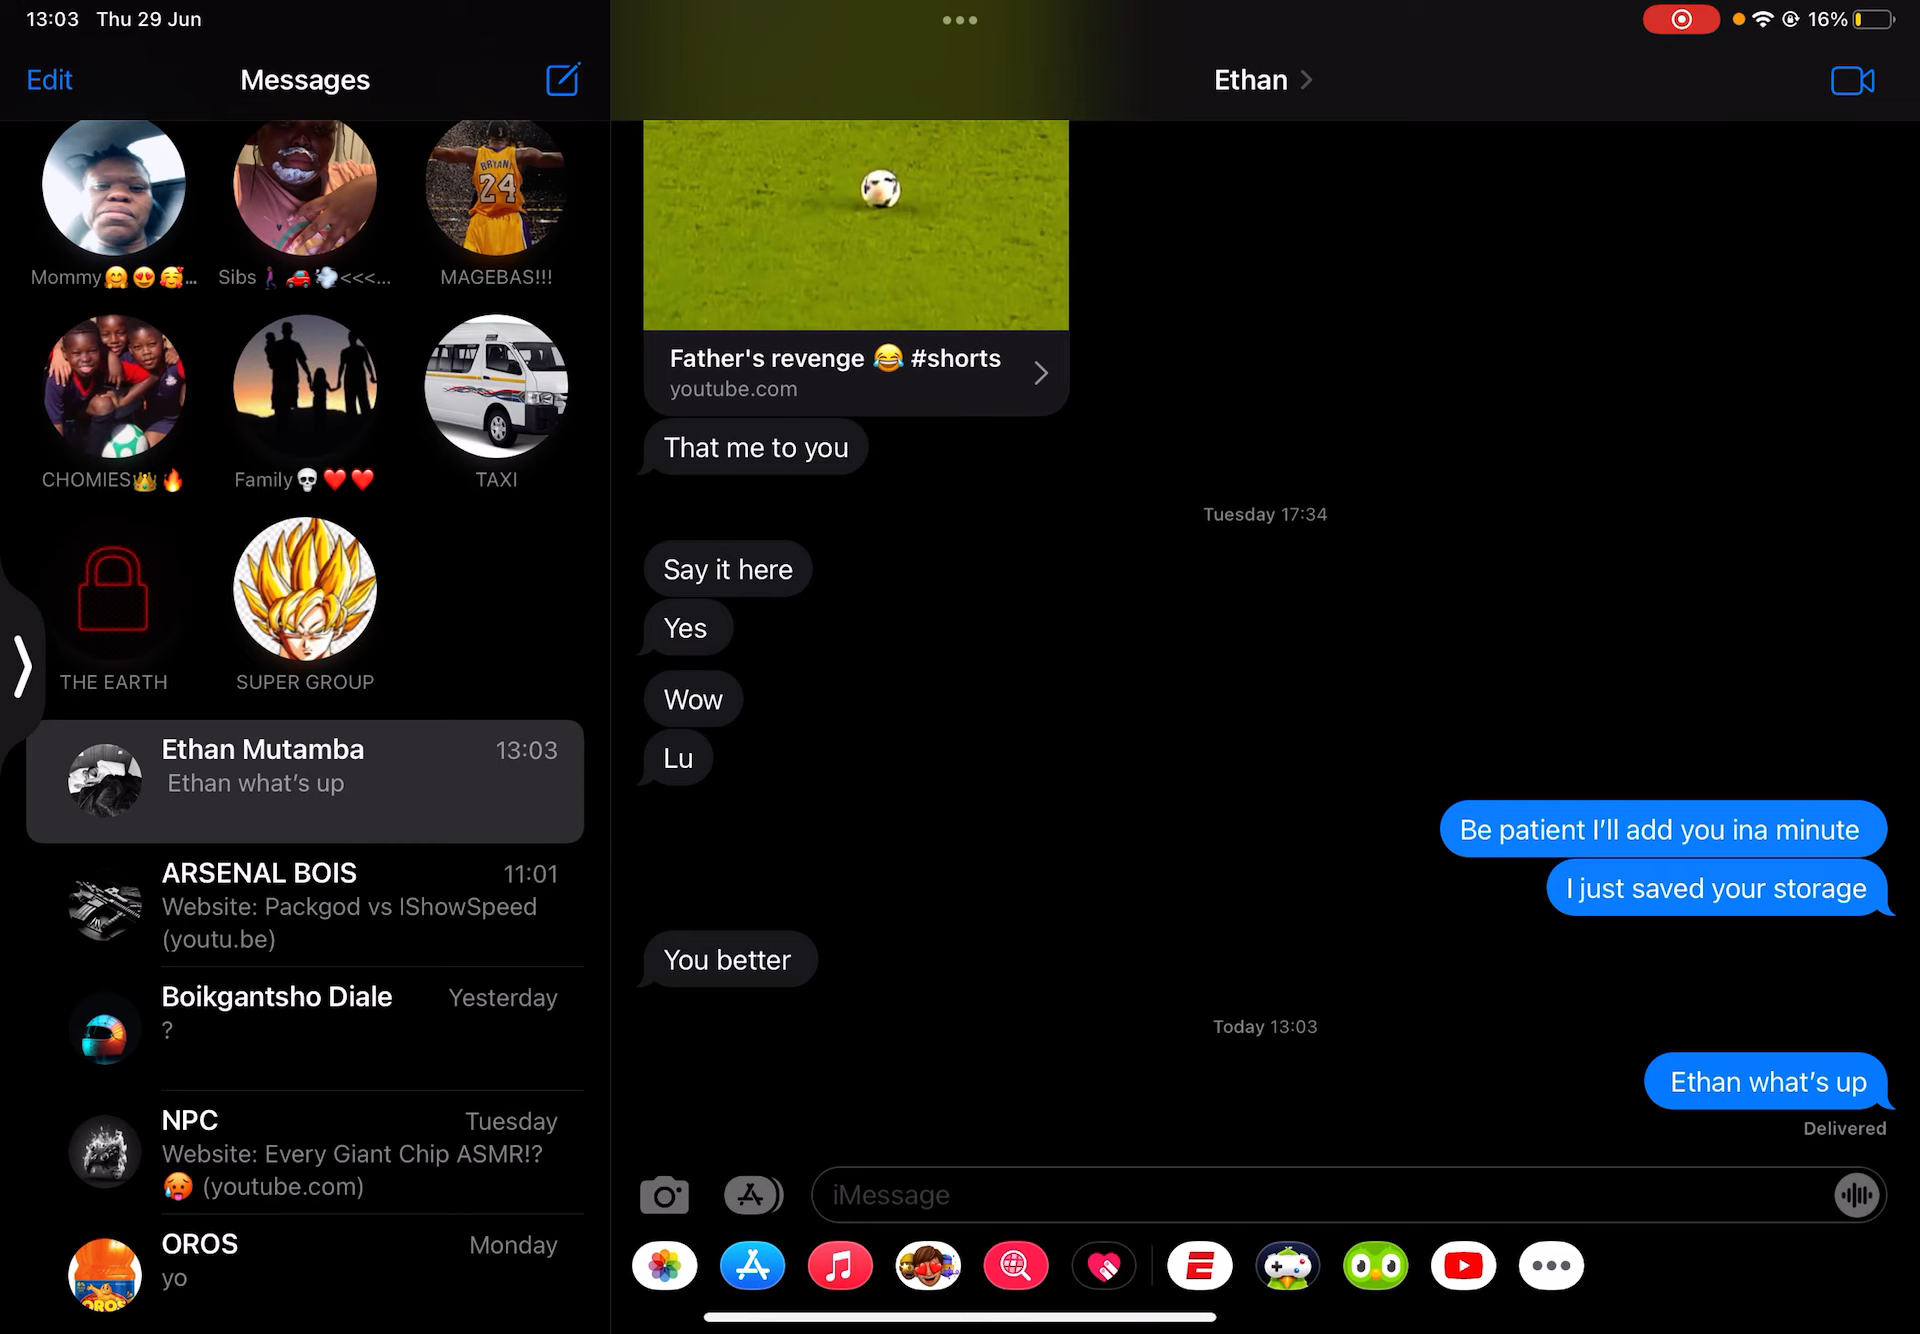 13:03 Thu 29 Jun
16%
Edit
Messages
Ethan
BRYANT
24
Mommy🤗😍🥰...
Sibs🚶🏿‍♂️🚗💨<<<...
MAGEBAS!!!
CHOMIES👑🔥
Family💀❤️❤️
TAXI
THE EARTH
SUPER GROUP
Ethan Mutamba
13:03
Ethan what’s up
ARSENAL BOIS
11:01
Website: Packgod vs IShowSpeed
(youtu.be)
Boikgantsho Diale
Yesterday
?
NPC
Tuesday
Website: Every Giant Chip ASMR!?
🥵 (youtube.com)
OROS
Monday
yo
OROS
Father's revenge 😂 #shorts
youtube.com
That me to you
Tuesday 17:34
Say it here
Yes
Wow
Lu
Be patient I’ll add you ina minute
I just saved your storage
You better
Today 13:03
Ethan what’s up
Delivered
iMessage